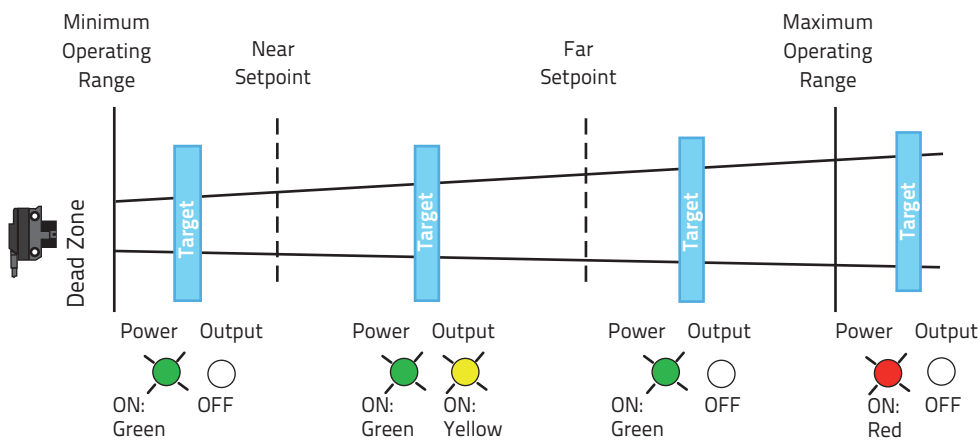 Minimum
Operating
Range
Near
Setpoint
Far
Setpoint
Maximum
Operating
Range
Dead Zone
Target
Target
Target
Target
Power Output
ON:
Green
OFF
Power Output
ON:
Green
ON:
Yellow
Power Output
ON:
Green
OFF
Power Output
ON:
Red
OFF